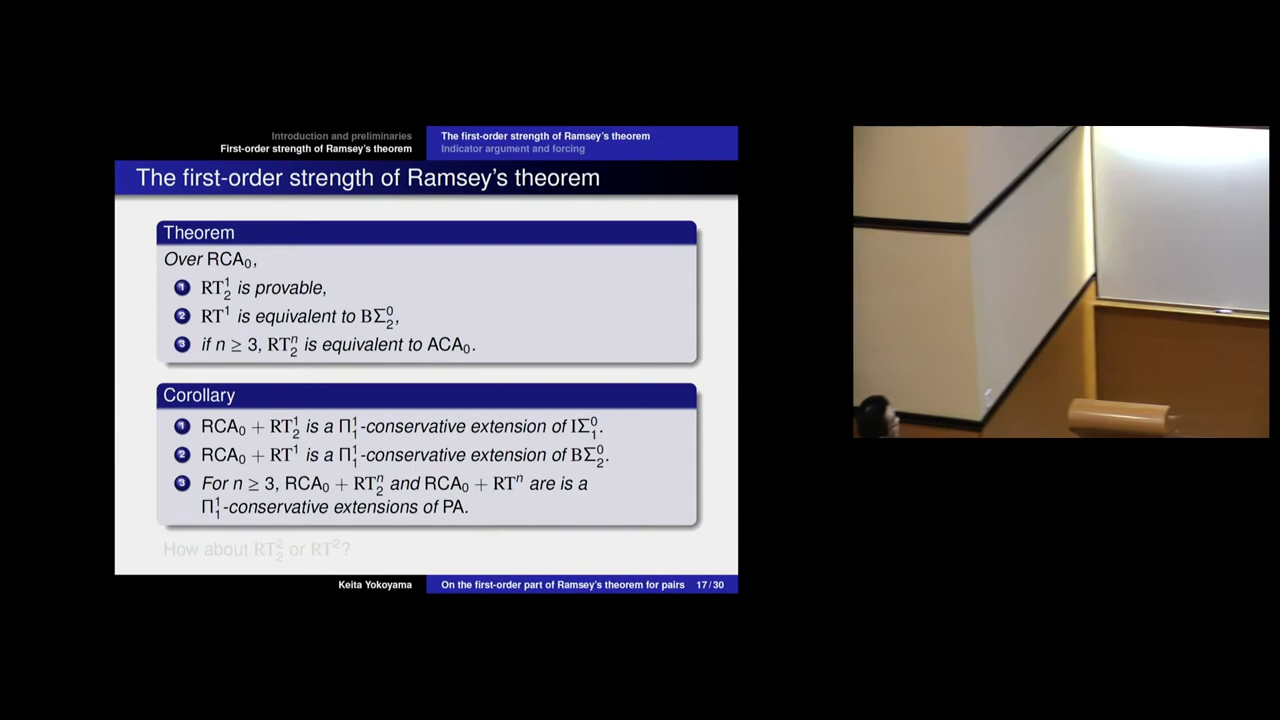 Introduction and preliminaries
First-order strength of Ramsey's theorem
The first-order strength of Ramsey's theorem
Indicator argument and forcing
The first-order strength of Ramsey's theorem
Theorem
Over RCA₀,
1 RT¹₂ is provable,
2 RT¹ is equivalent to BΣ⁰₂,
3 if n ≥ 3, RTⁿ₂ is equivalent to ACA₀.
Corollary
1 RCA₀ + RT¹₂ is a Π¹₁-conservative extension of IΣ⁰₁.
2 RCA₀ + RT¹ is a Π¹₁-conservative extension of BΣ⁰₂.
3 For n ≥ 3, RCA₀ + RTⁿ₂ and RCA₀ + RTⁿ are is a
Π¹₁-conservative extensions of PA.
How about RT²₂ or RT²?
Keita Yokoyama
On the first-order part of Ramsey's theorem for pairs 17/30